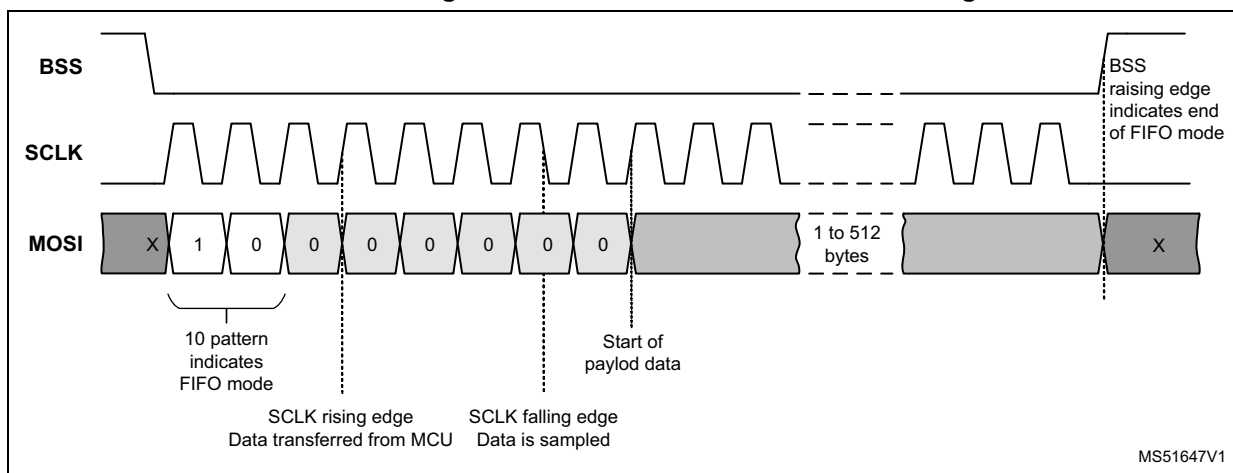 BSS
BSS
raising edge
indicates end
of FIFO mode
SCLK
MOSI
X 1 0 0 0 0 0 0 0 1 to 512 X
bytes
10 pattern
indicates
FIFO mode
Start of
paylod data
SCLK rising edge
Data transferred from MCU
SCLK falling edge
Data is sampled
MS51647V1